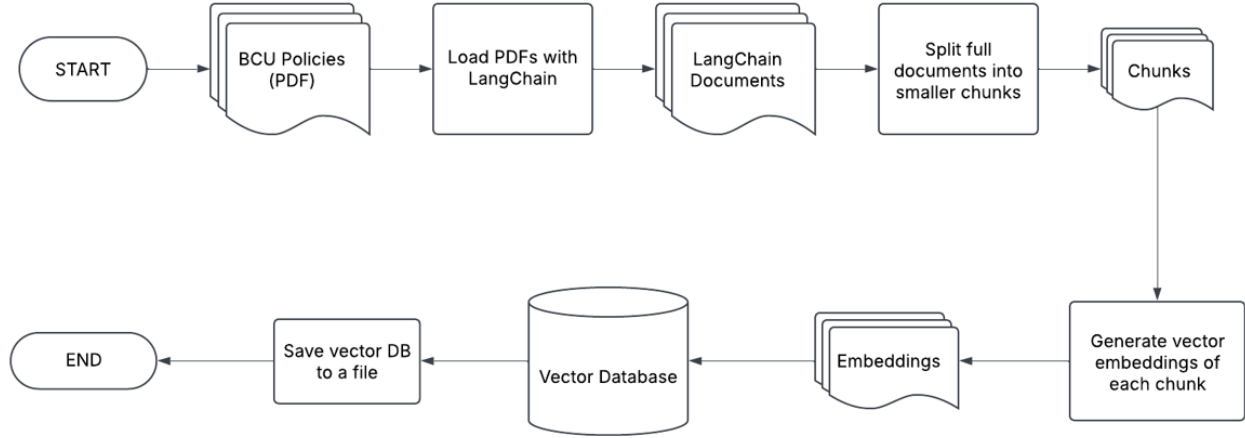 START
BCU Policies
(PDF)
Load PDFs with
LangChain
LangChain
Documents
Split full
documents into
smaller chunks
Chunks
Generate vector
embeddings of
each chunk
Embeddings
Vector Database
Save vector DB
to a file
END